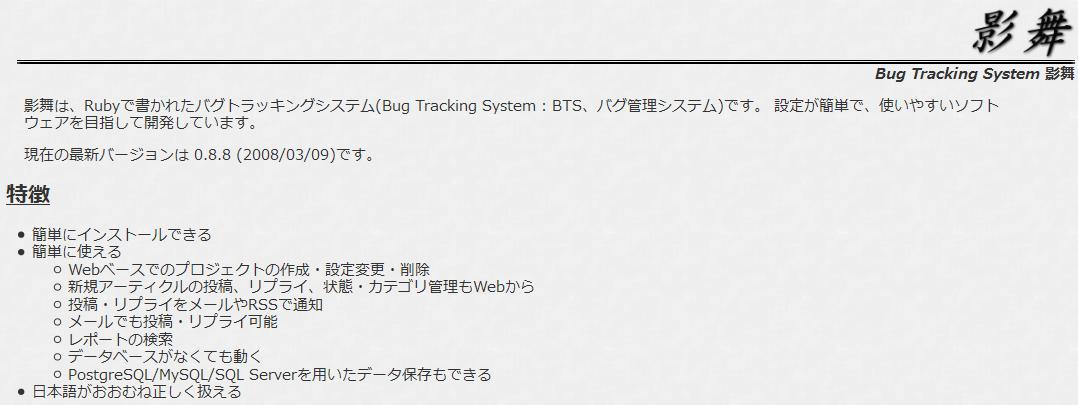 影舞
Bug Tracking System 影舞
影舞は、Rubyで書かれたバグトラッキングシステム(Bug Tracking System : BTS、バグ管理システム)です。 設定が簡単で、使いやすいソフト
ウェアを目指して開発しています。
現在の最新バージョンは 0.8.8 (2008/03/09)です。
特徴
簡単にインストールできる
簡単に使える
Webベースでのプロジェクトの作成・設定変更・削除
新規アーティクルの投稿、リプライ、状態・カテゴリ管理もWebから
投稿・リプライをメールやRSSで通知
メールでも投稿・リプライ可能
レポートの検索
データベースがなくても動く
PostgreSQL/MySQL/SQL Serverを用いたデータ保存もできる
日本語がおおむね正しく扱える